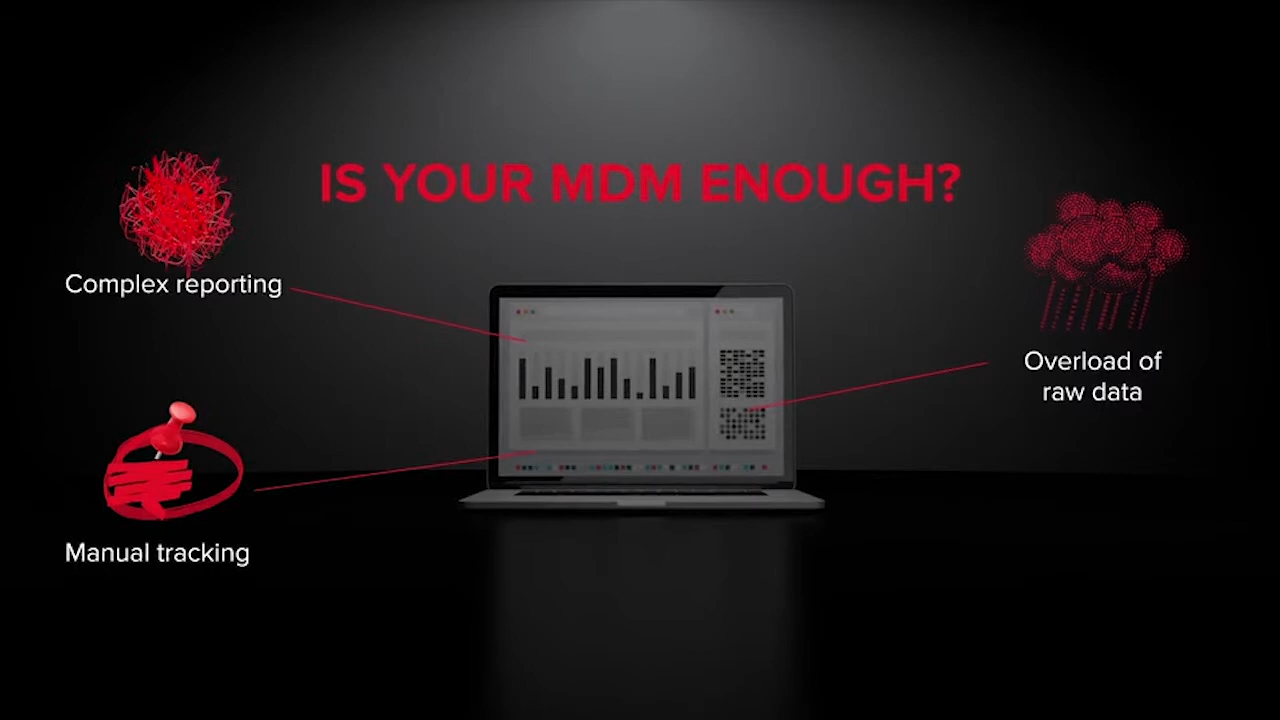 IS YOUR MDM ENOUGH?
Complex reporting
Overload of
raw data
Manual tracking